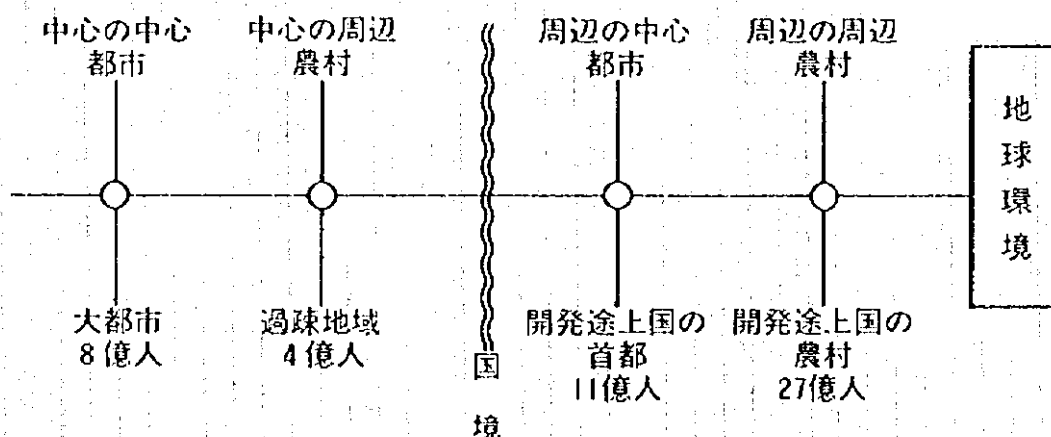 中心の中心
都市
中心の周辺
農村
周辺の中心
都市
周辺の周辺
農村
地球環境
大都市
8億人
過疎地域
4億人
国境
開発途上国の
首都
11億人
開発途上国の
農村
27億人